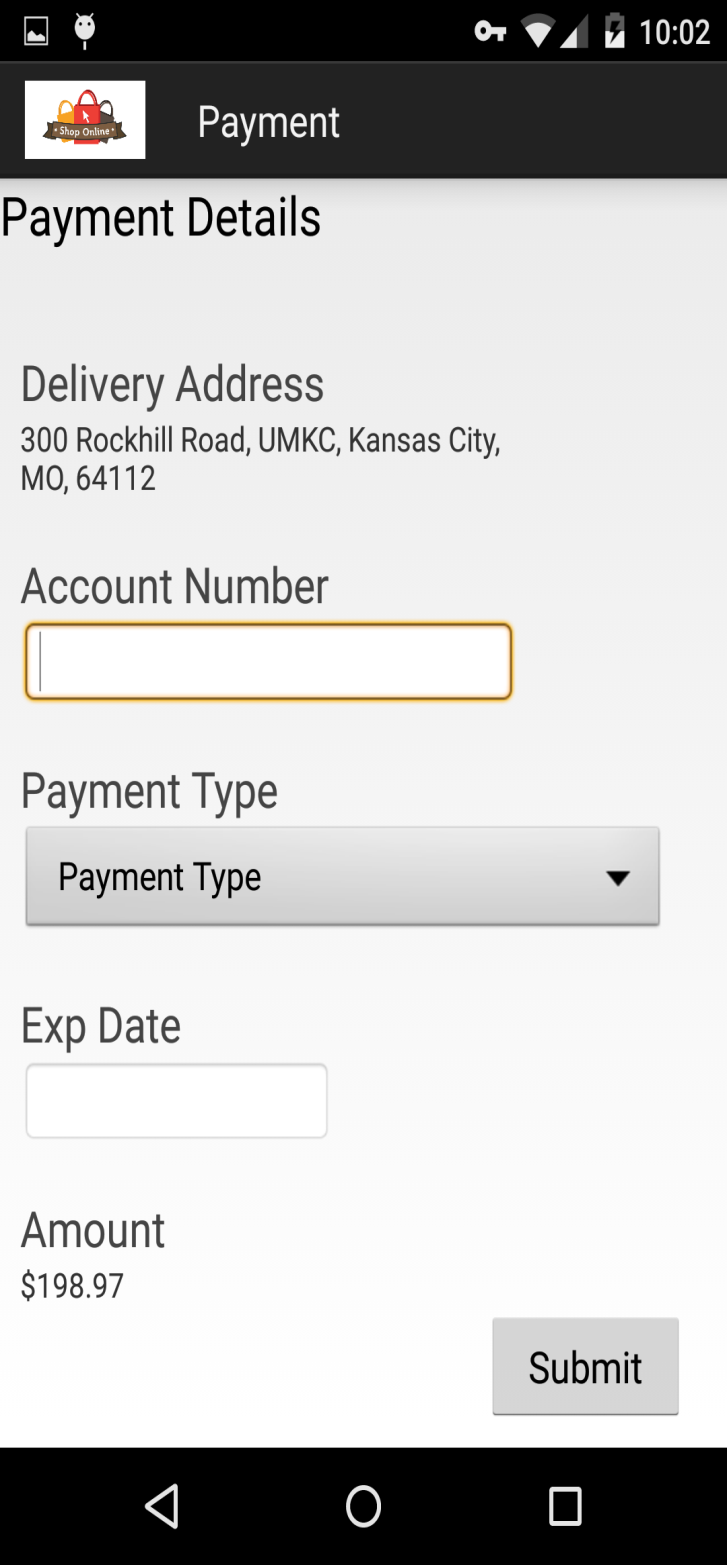 10:02
Shop Online
Payment
Payment Details
Delivery Address
300 Rockhill Road, UMKC, Kansas City,
MO, 64112
Account Number
Payment Type
Payment Type
Exp Date
Amount
$198.97
Submit